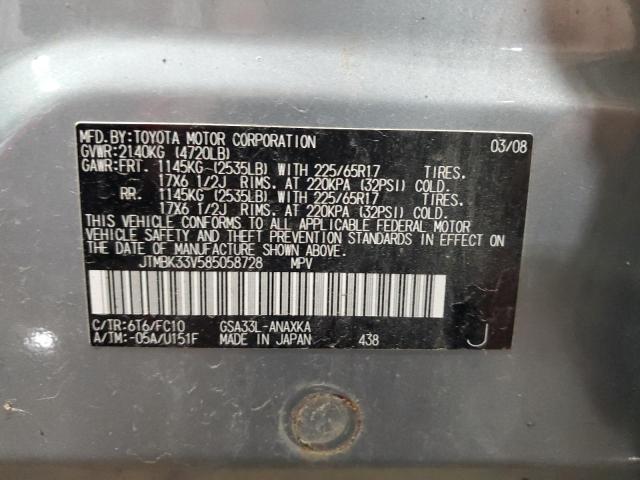 MFD.BY:TOYOTA MOTOR CORPORATION 03/08
GVWR:2140KG (4720LB)
GAWR:FRT. 1145KG (2535LB) WITH 225/65R17 TIRES.
17X6 1/2J RIMS. AT 220KPA (32PSI) COLD.
RR. 1145KG (2535LB) WITH 225/65R17 TIRES.
17X6 1/2J RIMS. AT 220KPA (32PSI) COLD.
THIS VEHICLE CONFORMS TO ALL APPLICABLE FEDERAL MOTOR
VEHICLE SAFETY AND THEFT PREVENTION STANDARDS IN EFFECT ON
THE DATE OF MANUFACTURE SHOWN ABOVE.
JTMBK33V585058728 MPV
C/TR:6T6/FC10 GSA33L-ANAXKA
A/TM:-05A/U151F MADE IN JAPAN 438 J